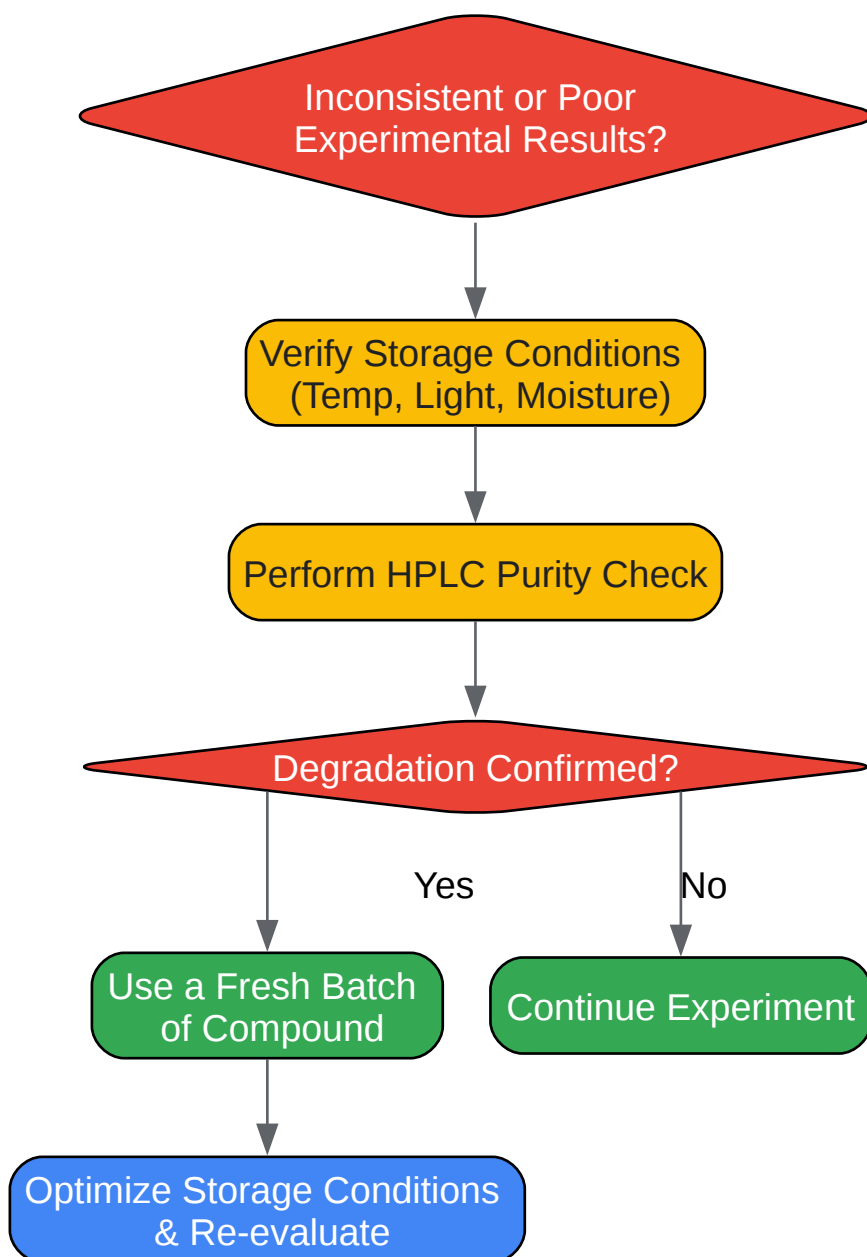 Inconsistent or Poor
Experimental Results?
Verify Storage Conditions
(Temp, Light, Moisture)
Perform HPLC Purity Check
Degradation Confirmed?
Yes
No
Use a Fresh Batch
of Compound
Continue Experiment
Optimize Storage Conditions
& Re-evaluate